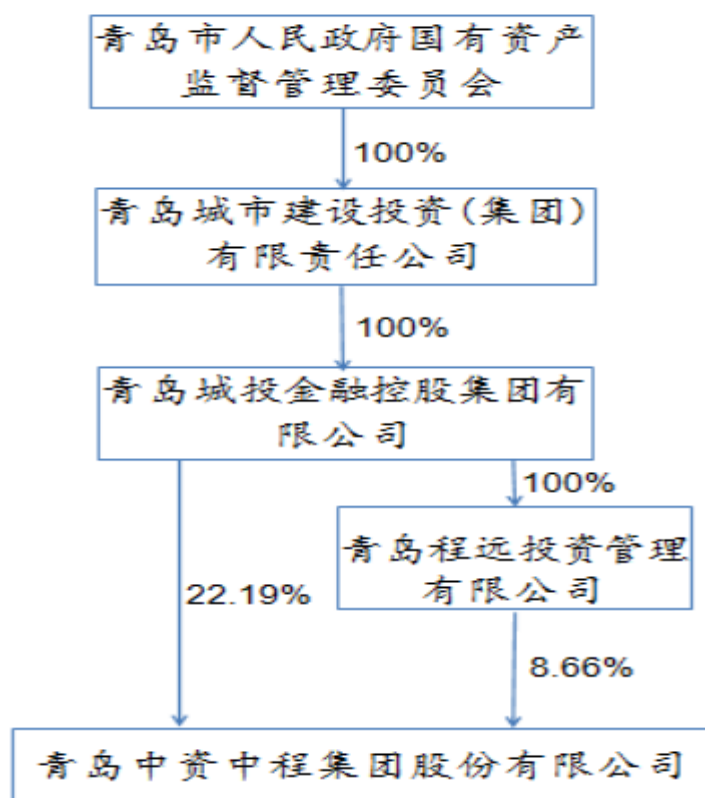 青岛市人民政府国有资产
监督管理委员会
100%
青岛城市建设投资(集团)
有限责任公司
100%
青岛城投金融控股集团有
限公司
100%
青岛程远投资管理
有限公司
22.19%
8.66%
青岛中资中程集团股份有限公司